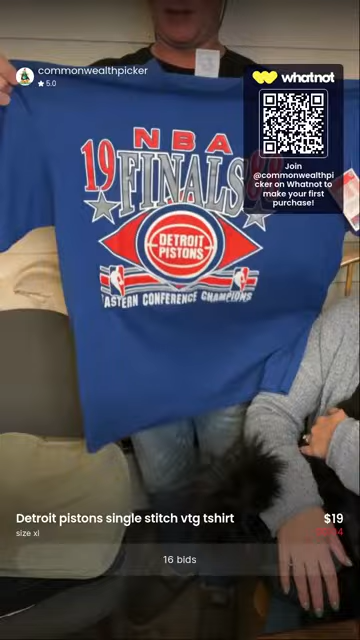 commonwealthpicker
5.0
whatnot
Join
@commonwealthpi
cker on Whatnot to
make your first
purchase!
NBA
19
FINALS
DETROIT
PISTONS
EASTERN CONFERENCE CHAMPIONS
Detroit pistons single stitch vtg tshirt
$19
size xl
16 bids